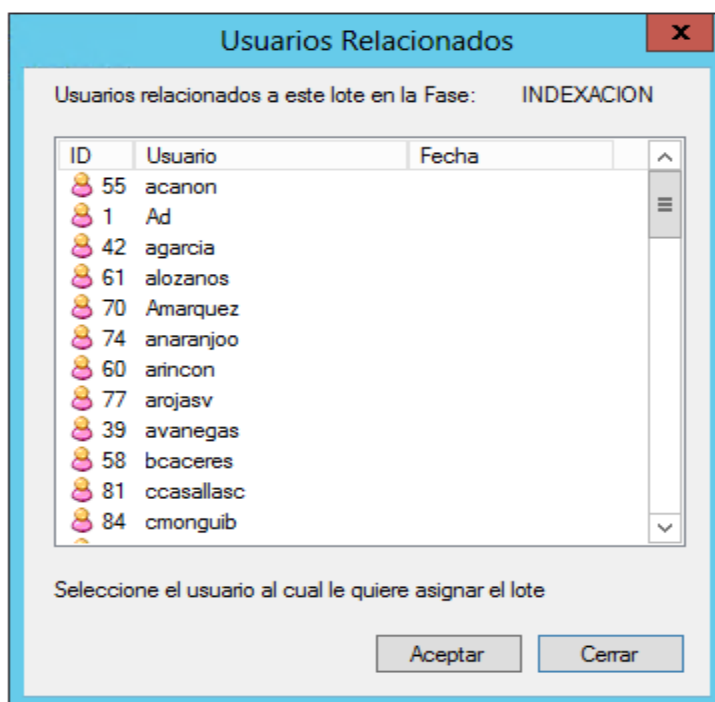 Usuarios Relacionados
x
Usuarios relacionados a este lote en la Fase: INDEXACION
ID Usuario Fecha
55 acanon
1 Ad
42 agarcia
61 alozanos
70 Amarquez
74 anaranjoo
60 arincon
77 arojasv
39 avanegas
58 bcaceres
81 ccasallasc
84 cmonguib
Seleccione el usuario al cual le quiere asignar el lote
Aceptar Cerrar